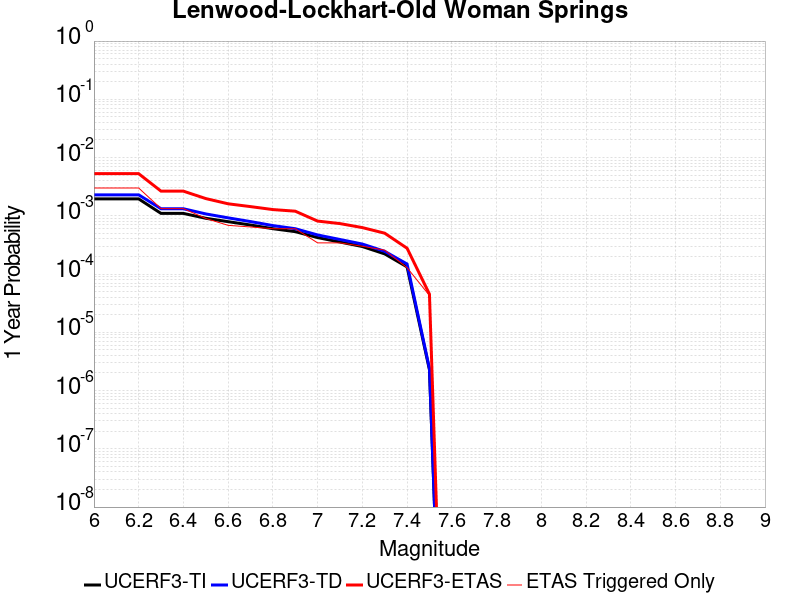 Lenwood-Lockhart-Old Woman Springs
1 Year Probability
10^0
10^-1
10^-2
10^-3
10^-4
10^-5
10^-6
10^-7
10^-8
6 6.2 6.4 6.6 6.8 7 7.2 7.4 7.6 7.8 8 8.2 8.4 8.6 8.8 9
Magnitude
UCERF3-TI UCERF3-TD UCERF3-ETAS ETAS Triggered Only